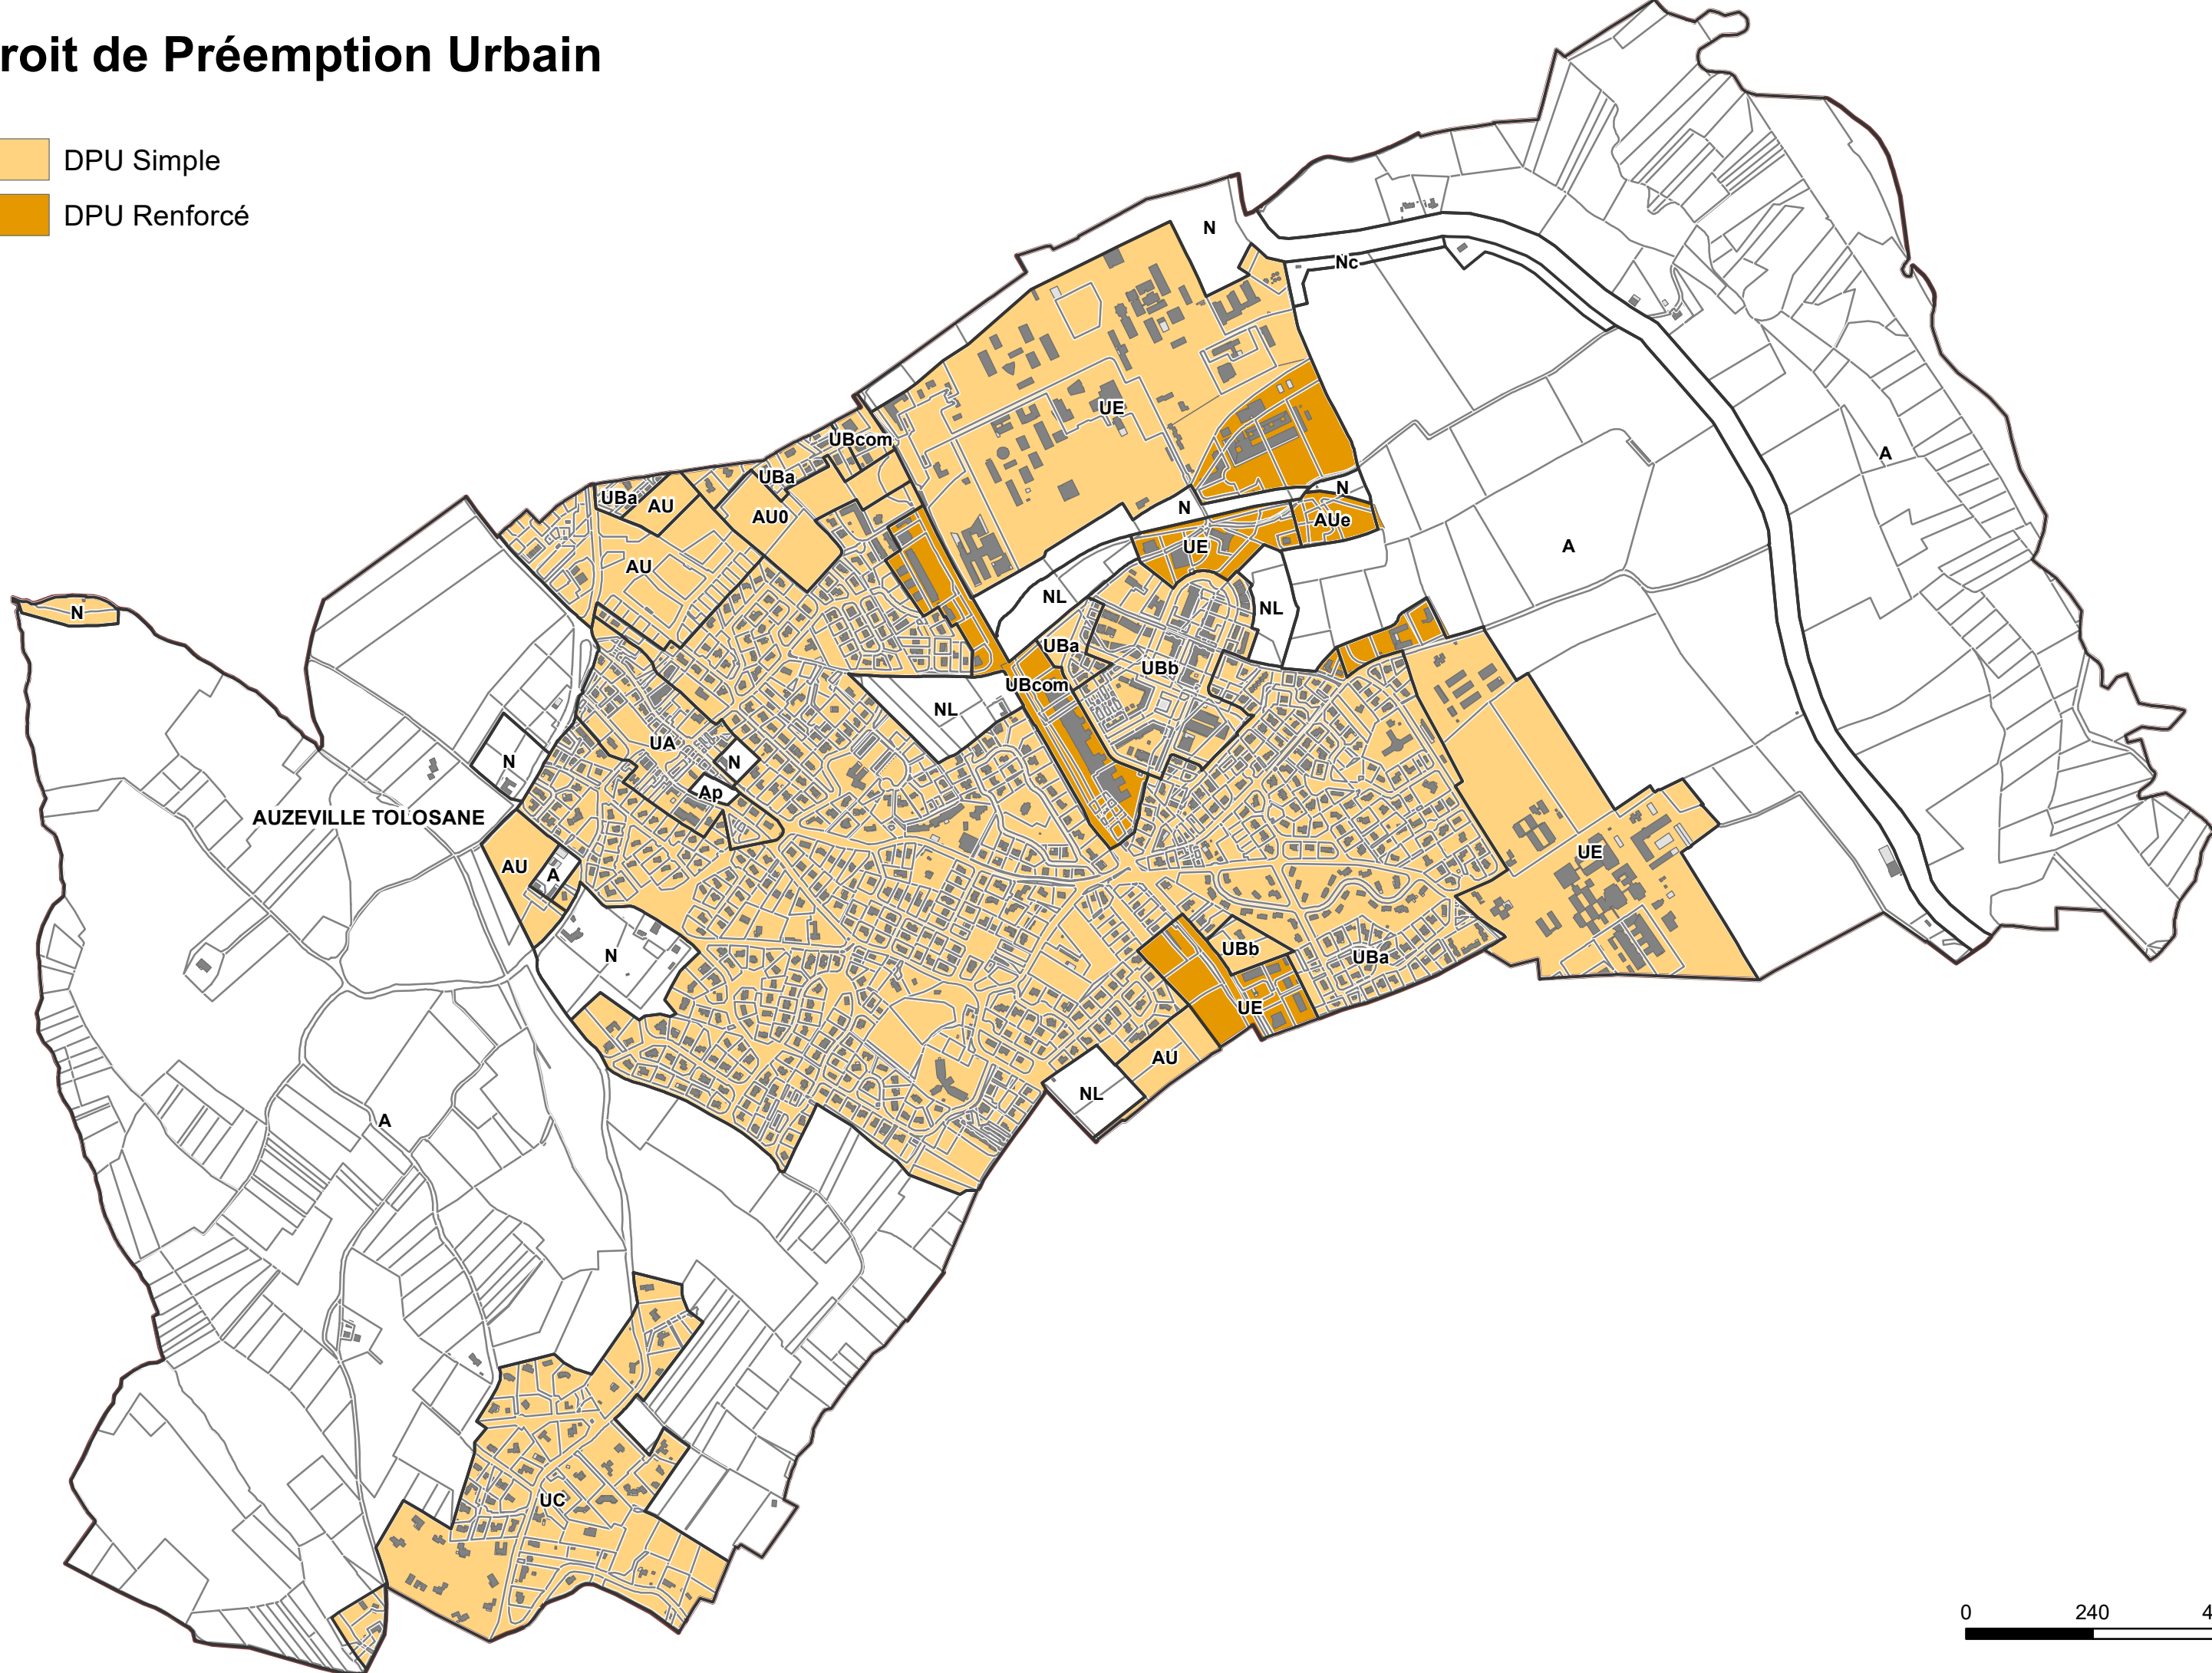 roit de Préemption Urbain
DPU Simple
DPU Renforcé
N
Nc
UE
UBcom
A
UBa
UBa
AU
AU0
N
N
AUe
UE
A
AU
NL
NL
N
UBa
UBb
UBcom
NL
UA
N
N
Ap
AUZEVILLE TOLOSANE
UE
AU
A
UBb
N
UBa
UE
AU
NL
A
UC
0 240 4